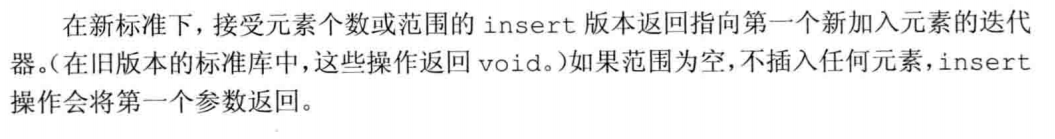 在新标准下，接受元素个数或范围的 insert 版本返回指向第一个新加入元素的迭代
器。(在旧版本的标准库中，这些操作返回 void。)如果范围为空，不插入任何元素，insert
操作会将第一个参数返回。